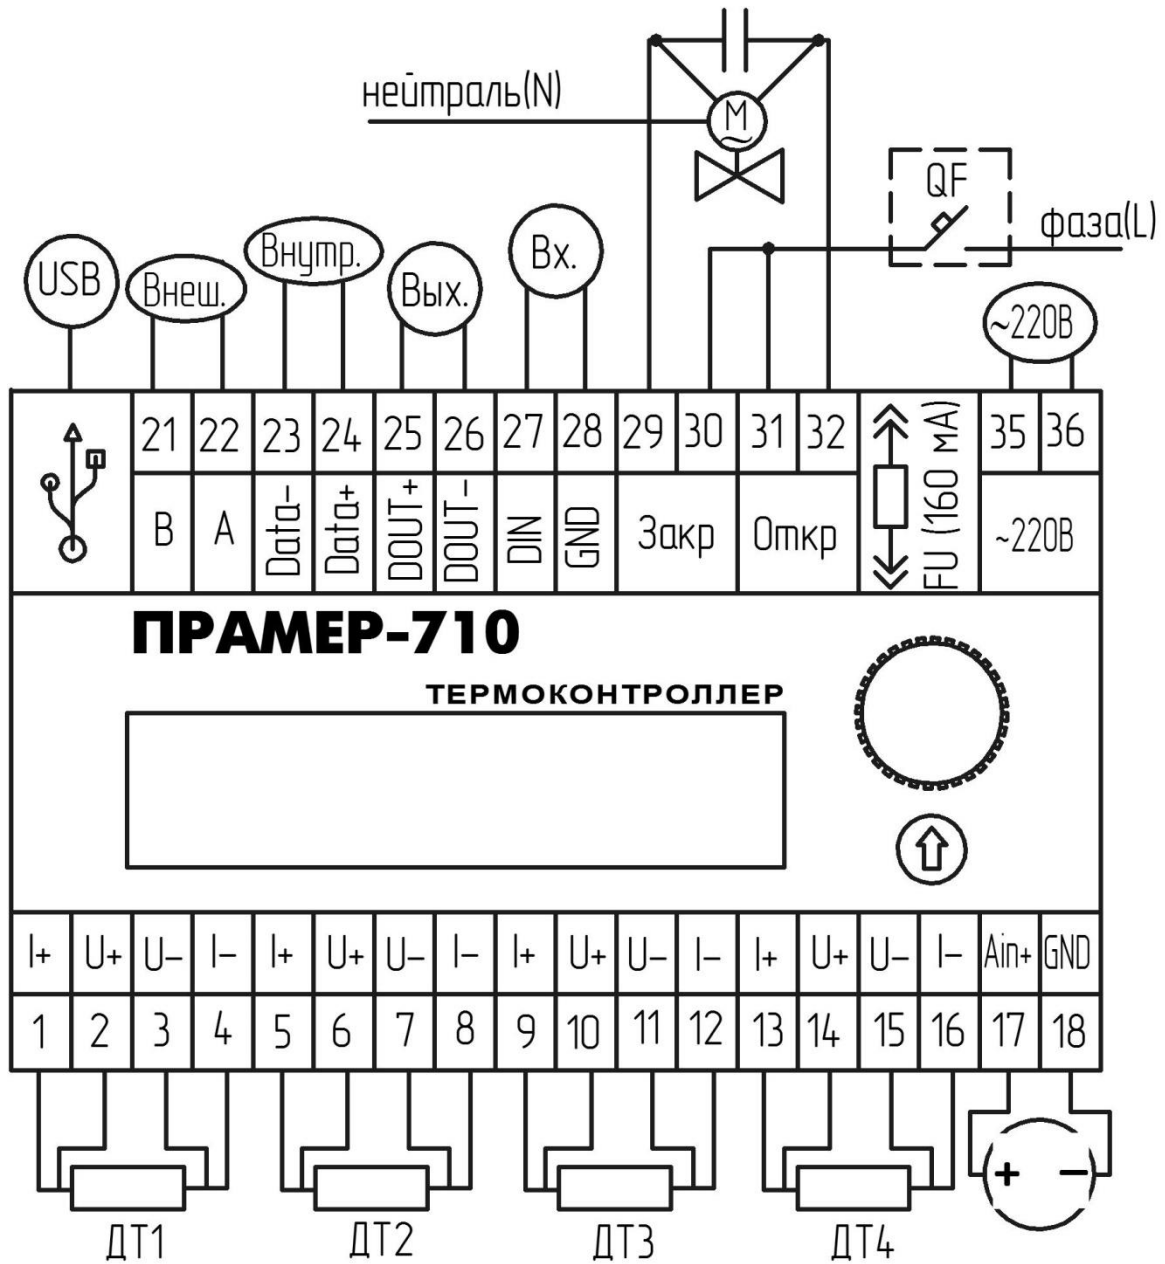 нейтраль(N)
M
~
QF
фаза(L)
USB
Внеш.
Внутр.
Вых.
Вх.
~220В
21 22 23 24 25 26 27 28 29 30 31 32 35 36
B A Data- Data+ DOUT+ DOUT- DIN GND Закр Откр FU (160 мА) ~220В
ПРАМЕР-710
ТЕРМОКОНТРОЛЛЕР
I+ U+ U- I- I+ U+ U- I- I+ U+ U- I- I+ U+ U- I- Ain+ GND
1 2 3 4 5 6 7 8 9 10 11 12 13 14 15 16 17 18
+ -
ДТ1 ДТ2 ДТ3 ДТ4